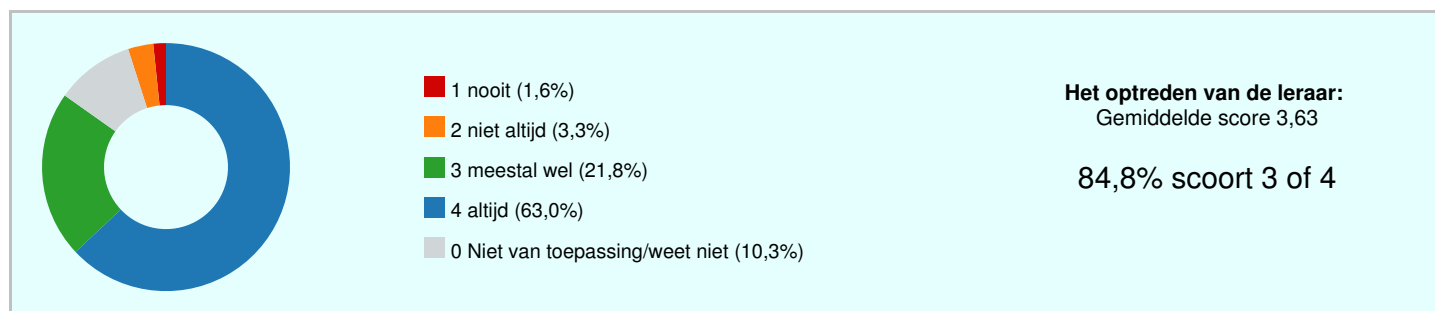 1 nooit (1,6%)
2 niet altijd (3,3%)
3 meestal wel (21,8%)
4 altijd (63,0%)
0 Niet van toepassing/weet niet (10,3%)
Het optreden van de leraar:
Gemiddelde score 3,63
84,8% scoort 3 of 4